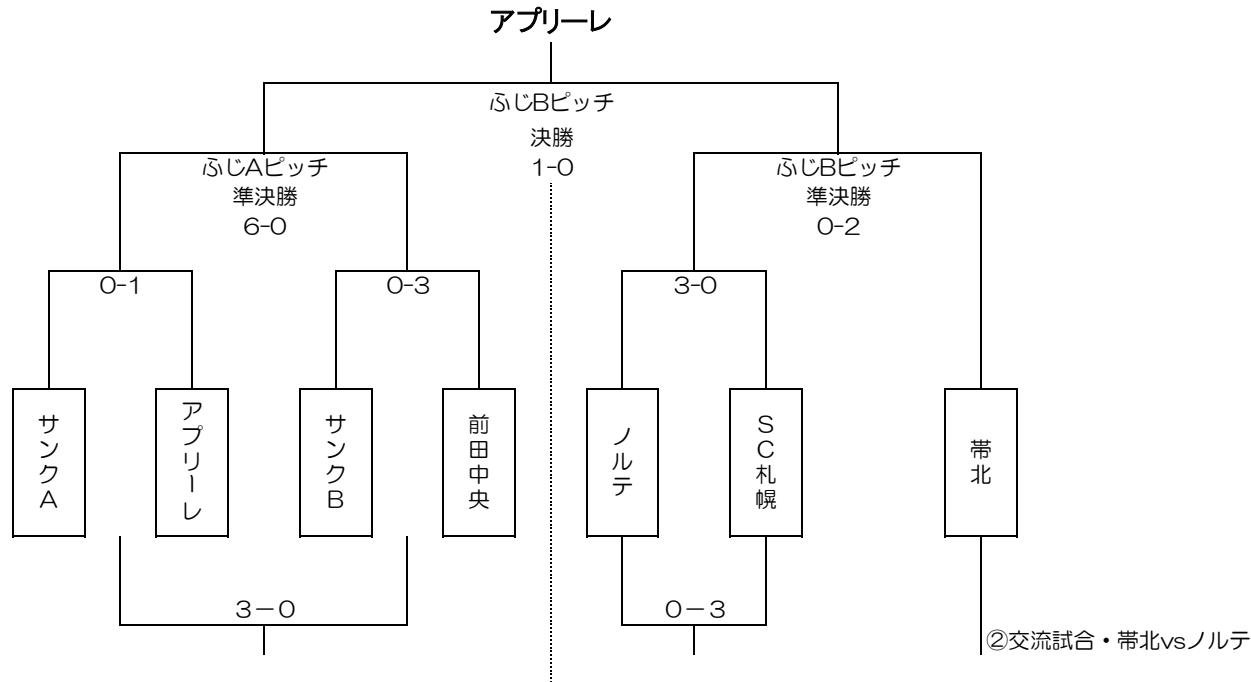 アプリーレ
ふじBピッチ
決勝
1-0
ふじAピッチ
準決勝
6-0
ふじBピッチ
準決勝
0-2
0-1
0-3
3-0
サンクA
アプリーレ
サンクB
前田中央
ノルテ
SC札幌
帯北
3-0
0-3
②交流試合・帯北vsノルテ